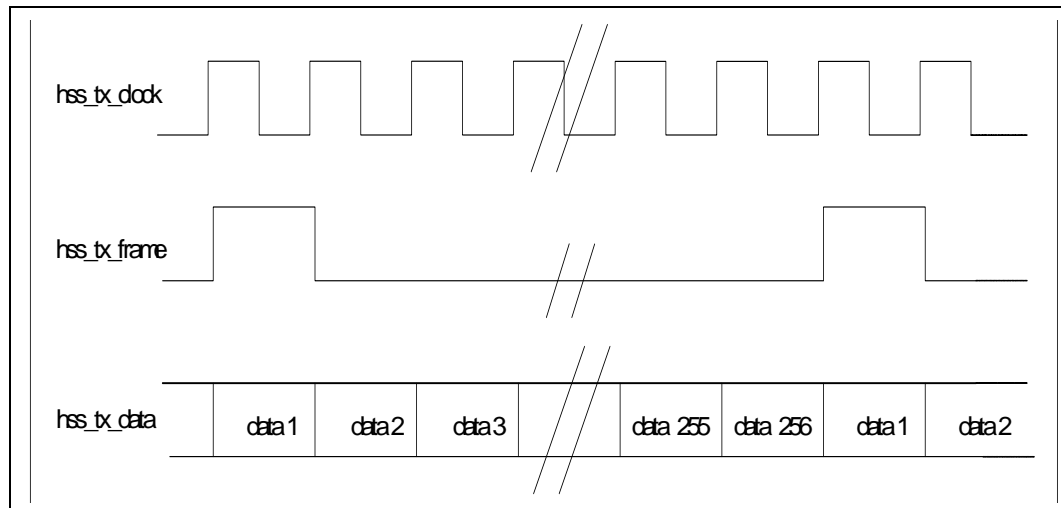 hss_tx_clock
hss_tx_frame
hss_tx_data
data 1 data 2 data 3 data 255 data 256 data 1 data 2